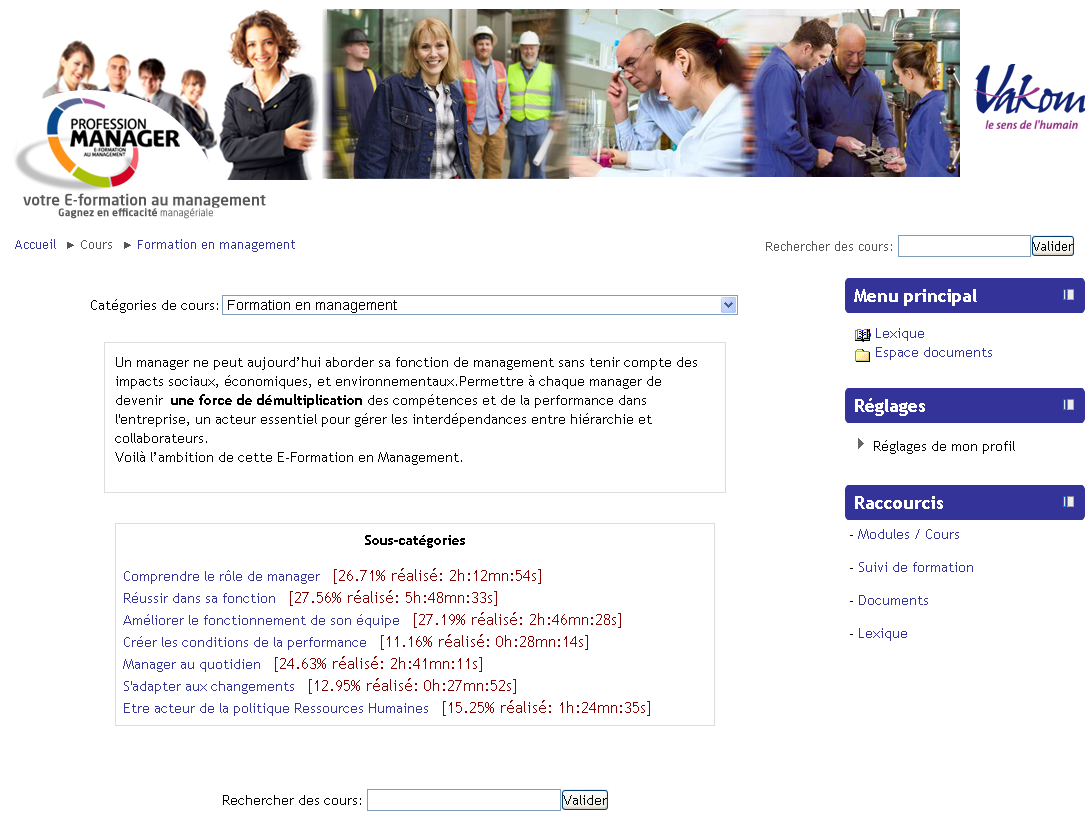 PROFESSION
MANAGER
E-FORMATION
AU MANAGEMENT
votre E-formation au management
Gagnez en efficacité managériale
Vakom
le sens de l'humain
Accueil ► Cours ► Formation en management
Rechercher des cours: Valider
Catégories de cours: Formation en management
Un manager ne peut aujourd'hui aborder sa fonction de management sans tenir compte des
impacts sociaux, économiques, et environnementaux.Permettre à chaque manager de
devenir une force de démultiplication des compétences et de la performance dans
l'entreprise, un acteur essentiel pour gérer les interdépendances entre hiérarchie et
collaborateurs.
Voilà l'ambition de cette E-Formation en Management.
Sous-catégories
Comprendre le rôle de manager [26.71% réalisé: 2h:12mn:54s]
Réussir dans sa fonction [27.56% réalisé: 5h:48mn:33s]
Améliorer le fonctionnement de son équipe [27.19% réalisé: 2h:46mn:28s]
Créer les conditions de la performance [11.16% réalisé: 0h:28mn:14s]
Manager au quotidien [24.63% réalisé: 2h:41mn:11s]
S'adapter aux changements [12.95% réalisé: 0h:27mn:52s]
Etre acteur de la politique Ressources Humaines [15.25% réalisé: 1h:24mn:35s]
Rechercher des cours: Valider
Menu principal
Lexique
Espace documents
Réglages
Réglages de mon profil
Raccourcis
- Modules / Cours
- Suivi de formation
- Documents
- Lexique